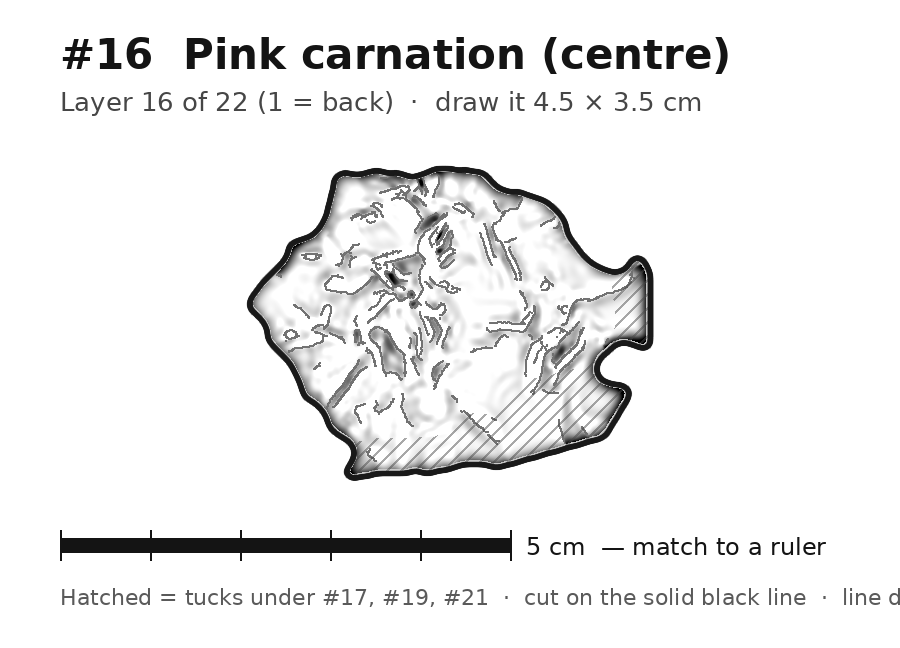 #16 Pink carnation (centre)
Layer 16 of 22 (1 = back) · draw it 4.5 × 3.5 cm
5 cm — match to a ruler
Hatched = tucks under #17, #19, #21 · cut on the solid black line · line d